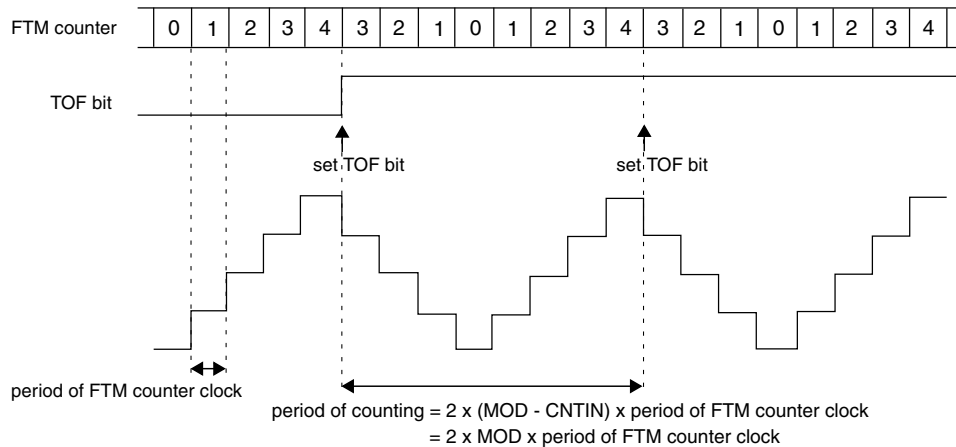 FTM counter 0 1 2 3 4 3 2 1 0 1 2 3 4 3 2 1 0 1 2 3 4
TOF bit
set TOF bit set TOF bit
period of FTM counter clock
period of counting = 2 x (MOD - CNTIN) x period of FTM counter clock
= 2 x MOD x period of FTM counter clock